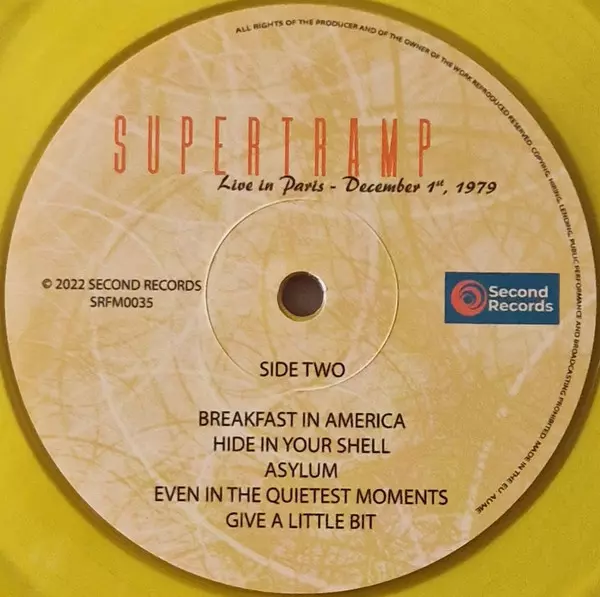 ALL RIGHTS OF THE PRODUCER AND OF THE OWNER OF THE WORK REPRODUCED RESERVED. COPYING, HIRING, LENDING, PUBLIC PERFORMANCE AND BROADCASTING PROHIBITED. MADE IN THE EU. AUME
SUPERTRAMP
Live in Paris - December 1st, 1979
© 2022 SECOND RECORDS
SRFM0035
Second
Records
SIDE TWO
BREAKFAST IN AMERICA
HIDE IN YOUR SHELL
ASYLUM
EVEN IN THE QUIETEST MOMENTS
GIVE A LITTLE BIT